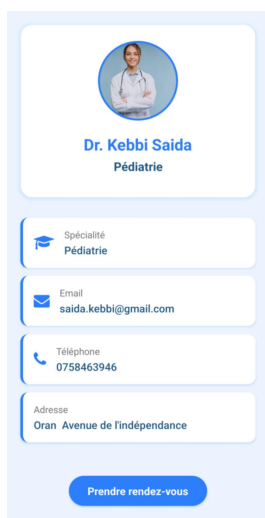 Dr. Kebbi Saida
Pédiatrie
Spécialité
Pédiatrie
Email
saida.kebbi@gmail.com
Téléphone
0758463946
Adresse
Oran  Avenue de l'indépendance
Prendre rendez-vous